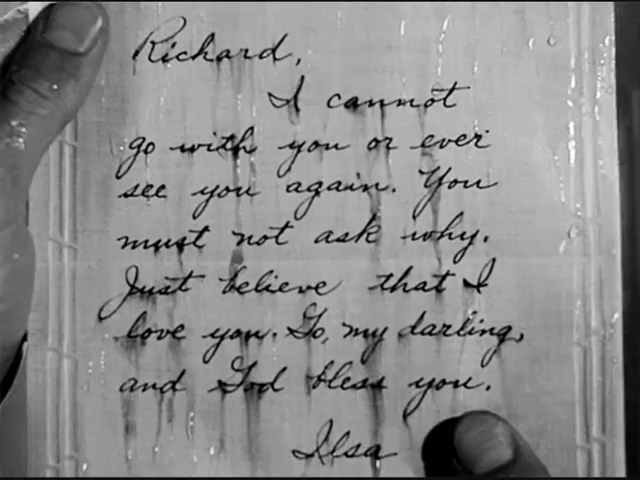 Richard,
I cannot
go with you or ever
see you again. You
must not ask why.
Just believe that I
love you. Go, my darling,
and God bless you.
Ilsa